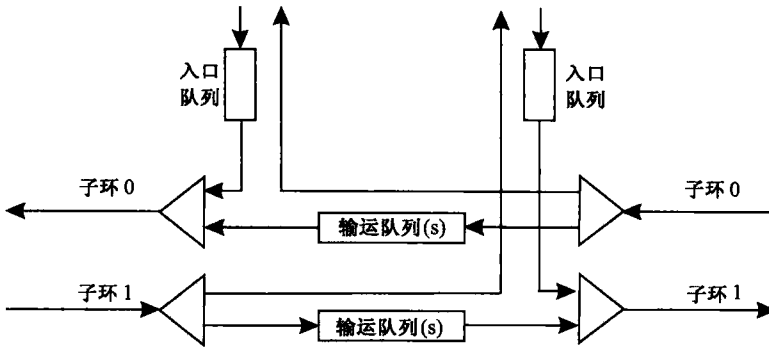 入口
队列
入口
队列
子环 0
子环 0
输运队列(s)
子环 1
子环 1
输运队列(s)